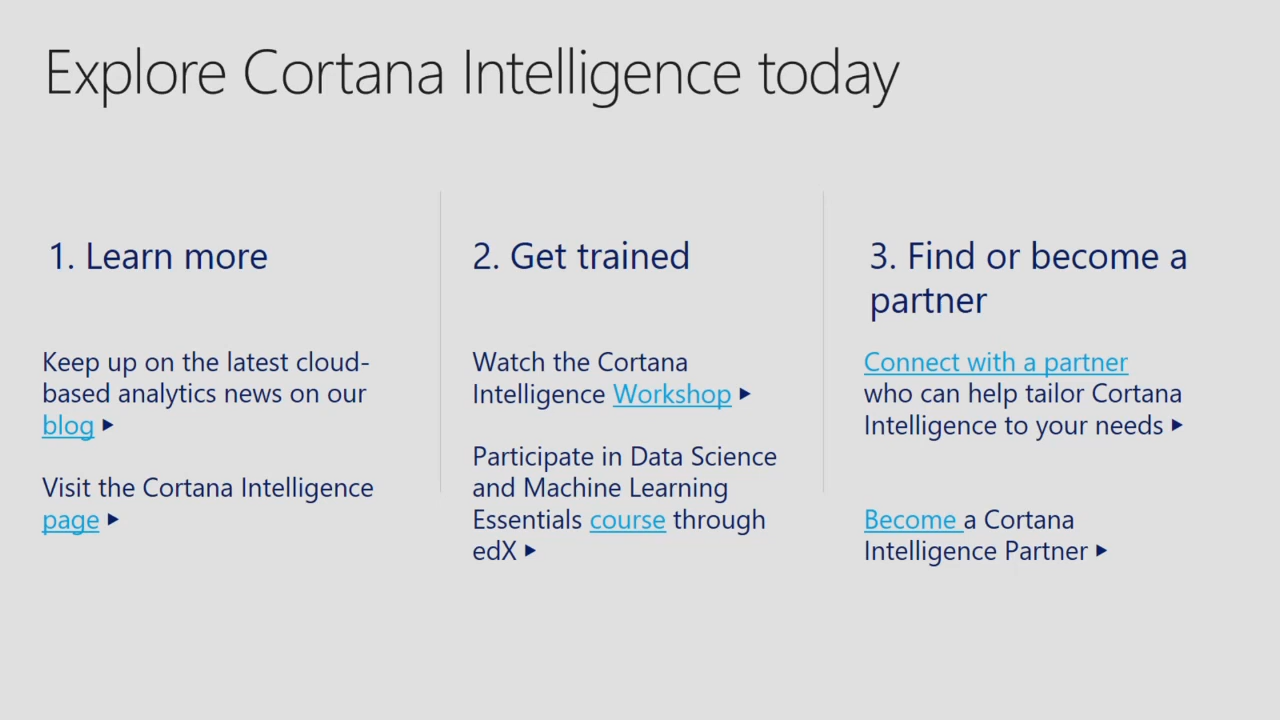 Explore Cortana Intelligence today
1. Learn more
Keep up on the latest cloud-
based analytics news on our
blog ▶
Visit the Cortana Intelligence
page ▶
2. Get trained
Watch the Cortana
Intelligence Workshop ▶
Participate in Data Science
and Machine Learning
Essentials course through
edX ▶
3. Find or become a
partner
Connect with a partner
who can help tailor Cortana
Intelligence to your needs ▶
Become a Cortana
Intelligence Partner ▶